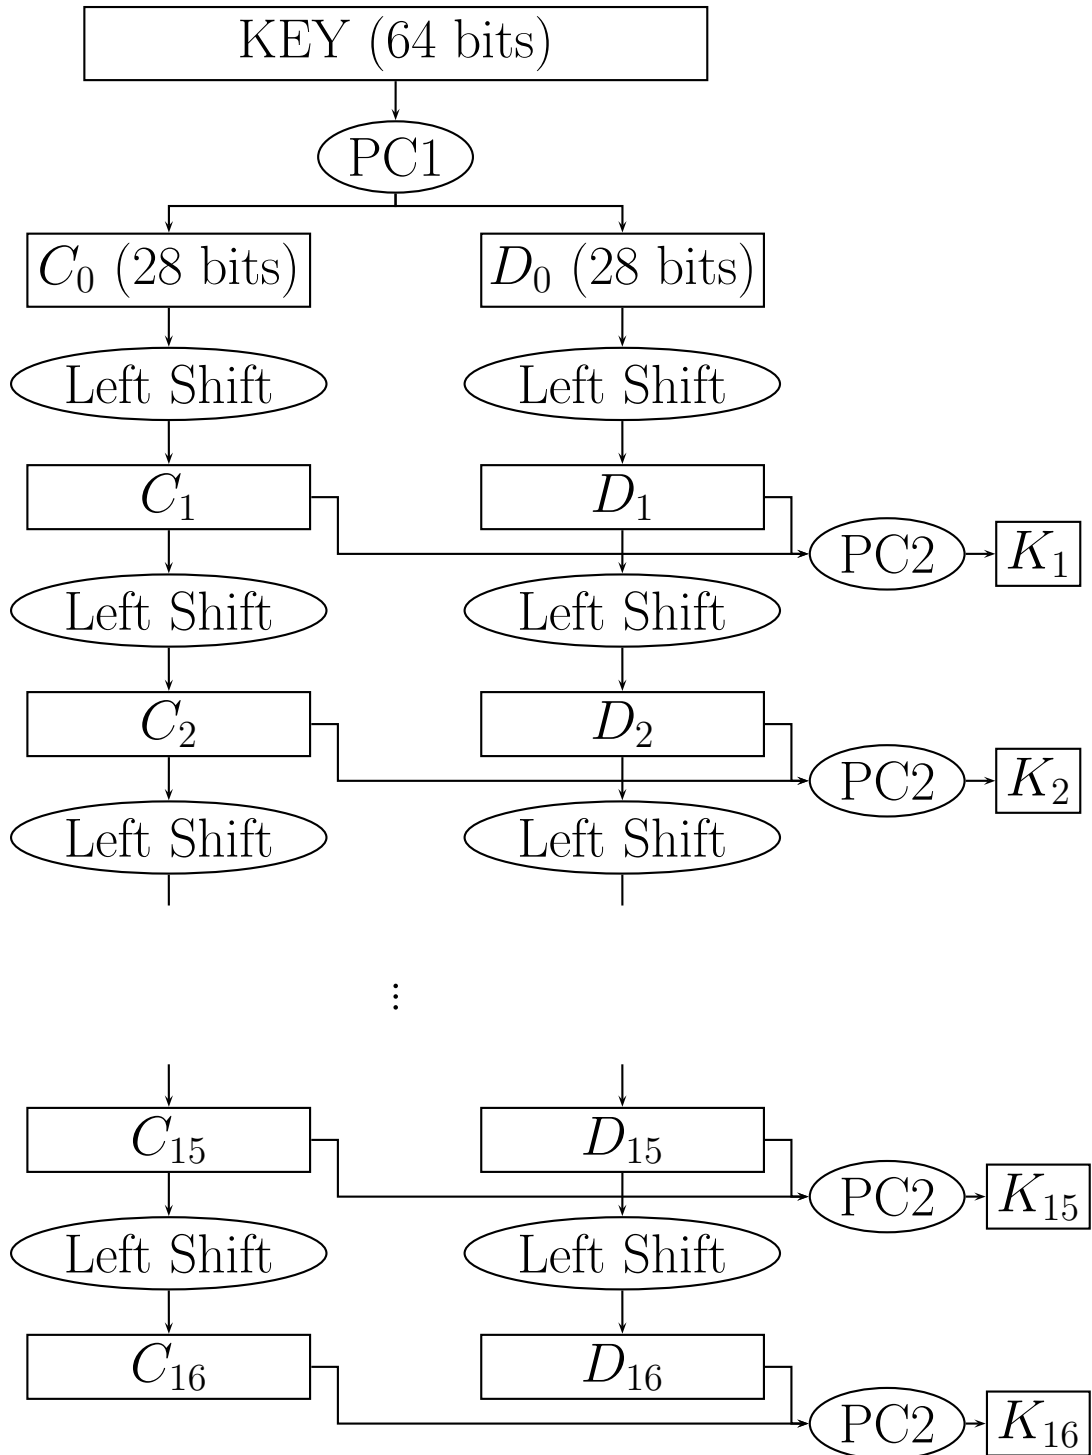 KEY (64 bits)
PC1
C₀ (28 bits) D₀ (28 bits)
Left Shift Left Shift
C₁ D₁
PC2 K₁
Left Shift Left Shift
C₂ D₂
PC2 K₂
Left Shift Left Shift
⋮
C₁₅ D₁₅
PC2 K₁₅
Left Shift Left Shift
C₁₆ D₁₆
PC2 K₁₆